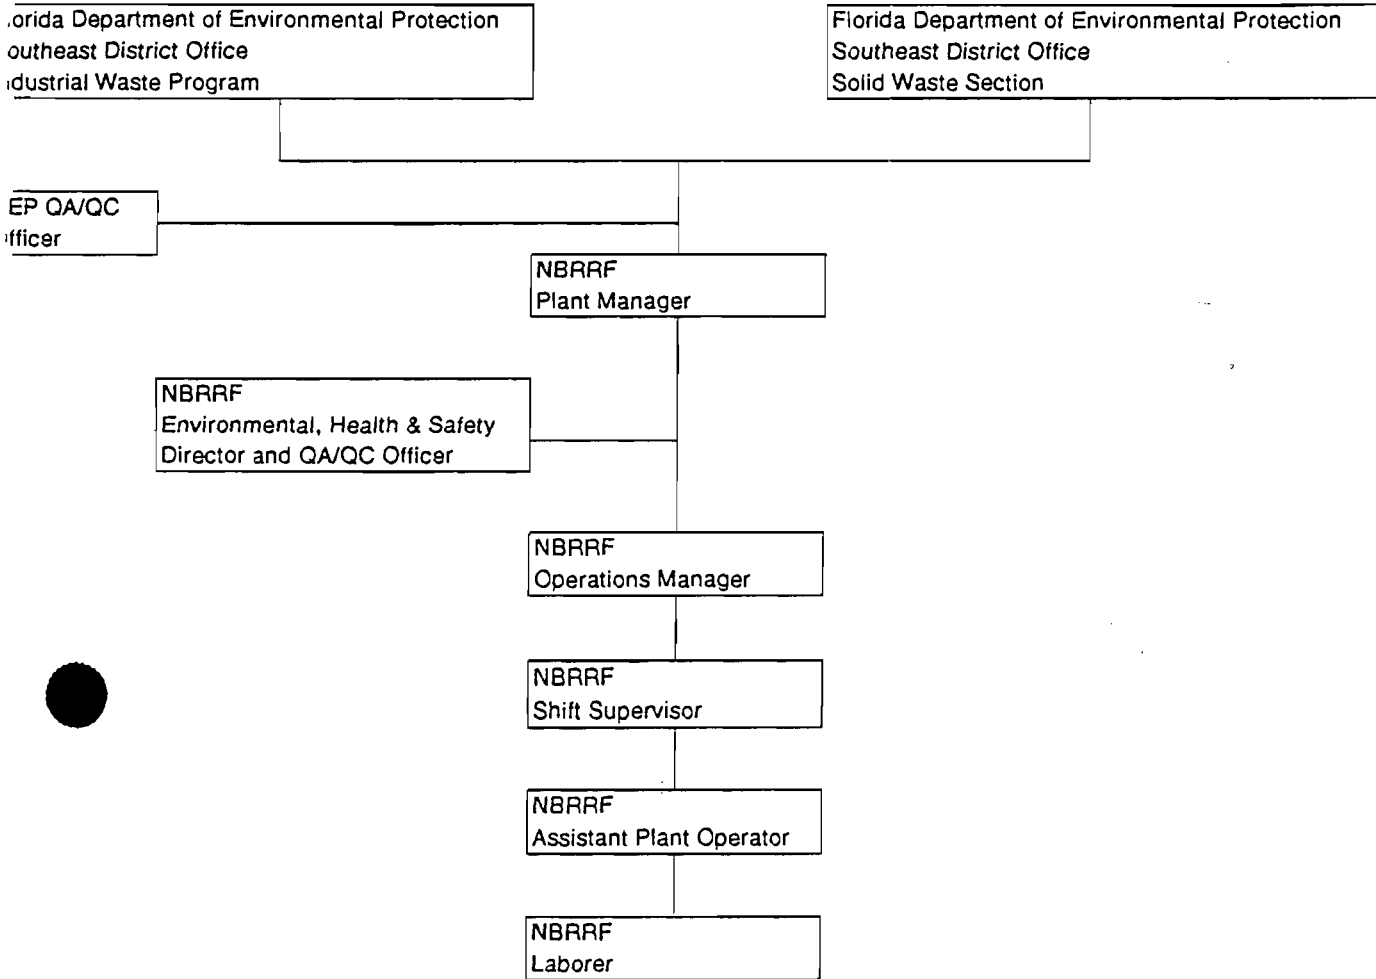 orida Department of Environmental Protection
outheast District Office
dustrial Waste Program
Florida Department of Environmental Protection
Southeast District Office
Solid Waste Section
EP QA/QC
fficer
NBRRF
Plant Manager
NBRRF
Environmental, Health & Safety
Director and QA/QC Officer
NBRRF
Operations Manager
NBRRF
Shift Supervisor
NBRRF
Assistant Plant Operator
NBRRF
Laborer